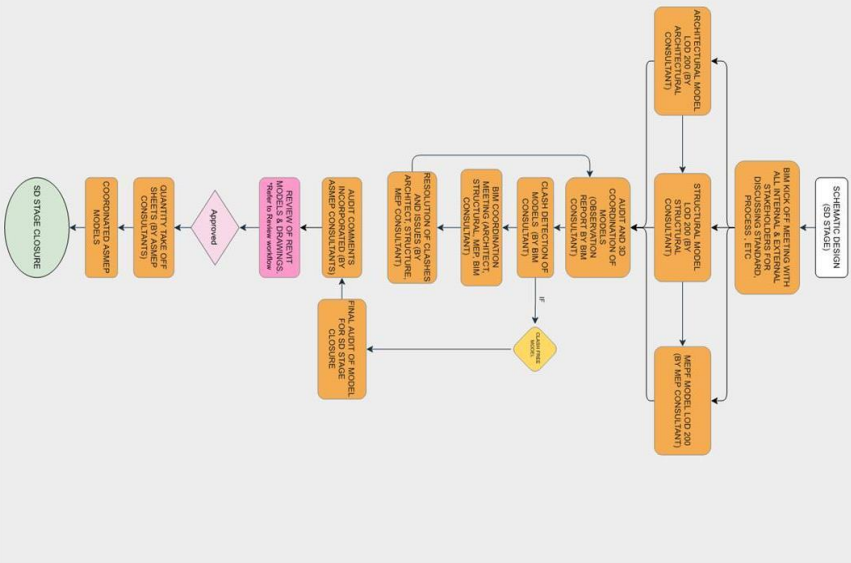 SCHEMATIC DESIGN
(SD STAGE)
BIM KICK OFF MEETING WITH
ALL INTERNAL & EXTERNAL
STAKEHOLDERS FOR
DISCUSSING STANDARD,
PROCESS , ETC
ARCHITECTURAL MODEL
LOD 200 (BY
ARCHITECTURAL
CONSULTANT)
STRUCTURAL MODEL
LOD 200 (BY
STRUCTURAL
CONSULTANT)
MEPF MODEL LOD 200
(BY MEP CONSULTANT)
AUDIT AND 3D
COORDINATION OF
MODELS
(OBSERVATION
REPORT BY BIM
CONSULTANT)
CLASH DETECTION OF
MODELS (BY BIM
CONSULTANT)
IF
CLASH FREE
MODEL
BIM COORDINATION
MEETING (ARCHITECT,
STRUCTURAL, MEP, BIM
CONSULTANT)
RESOLUTION OF CLASHES
AND ISSUES (BY
ARCHITECT STRUCTURE,
MEP CONSULTANT)
FINAL AUDIT OF MODEL
FOR SD STAGE
CLOSURE
AUDIT COMMENTS
INCORPORATED (BY
ASMEP CONSULTANTS)
REVIEW OF REVIT
MODELS & DRAWINGS.
*Refer to Review workflow
Approved
QUANTITY TAKE OFF
SHEETS (BY ASMEP
CONSULTANTS)
COORDINATED ASMEP
MODELS
SD STAGE CLOSURE